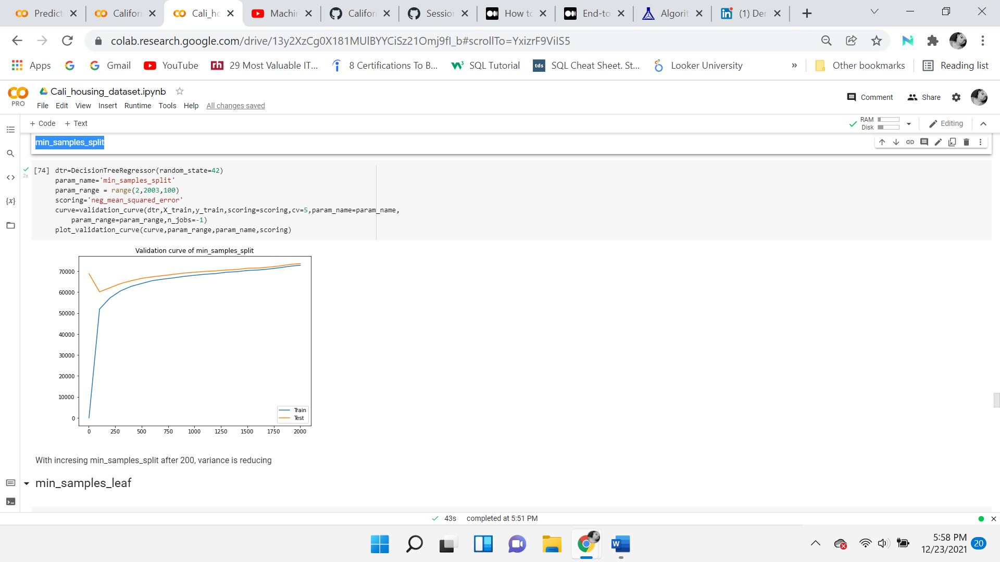 Predict
Califor
Cali_ho
Machin
Califor
Session
How to
End-to
Algorit
(1) Der
colab.research.google.com/drive/13y2XzCg0X181MUlBYYCiSz21Omj9fI_b#scrollTo=YxizrF9ViIS5
Apps
Gmail
YouTube
29 Most Valuable IT...
8 Certifications To B...
SQL Tutorial
SQL Cheat Sheet. St...
Looker University
»
Other bookmarks
Reading list
PRO
Cali_housing_dataset.ipynb
File Edit View Insert Runtime Tools Help All changes saved
Comment
Share
+ Code + Text
RAM
Disk
Editing
min_samples_split
[74] dtr=DecisionTreeRegressor(random_state=42)
2s
param_name='min_samples_split'
param_range = range(2,2003,100)
scoring='neg_mean_squared_error'
curve=validation_curve(dtr,X_train,y_train,scoring=scoring,cv=5,param_name=param_name,
param_range=param_range,n_jobs=-1)
plot_validation_curve(curve,param_range,param_name,scoring)
Validation curve of min_samples_split
70000
60000
50000
40000
30000
20000
10000
0
Train
Test
0 250 500 750 1000 1250 1500 1750 2000
With incresing min_samples_split after 200, variance is reducing
min_samples_leaf
43s completed at 5:51 PM
5:58 PM
12/23/2021
20